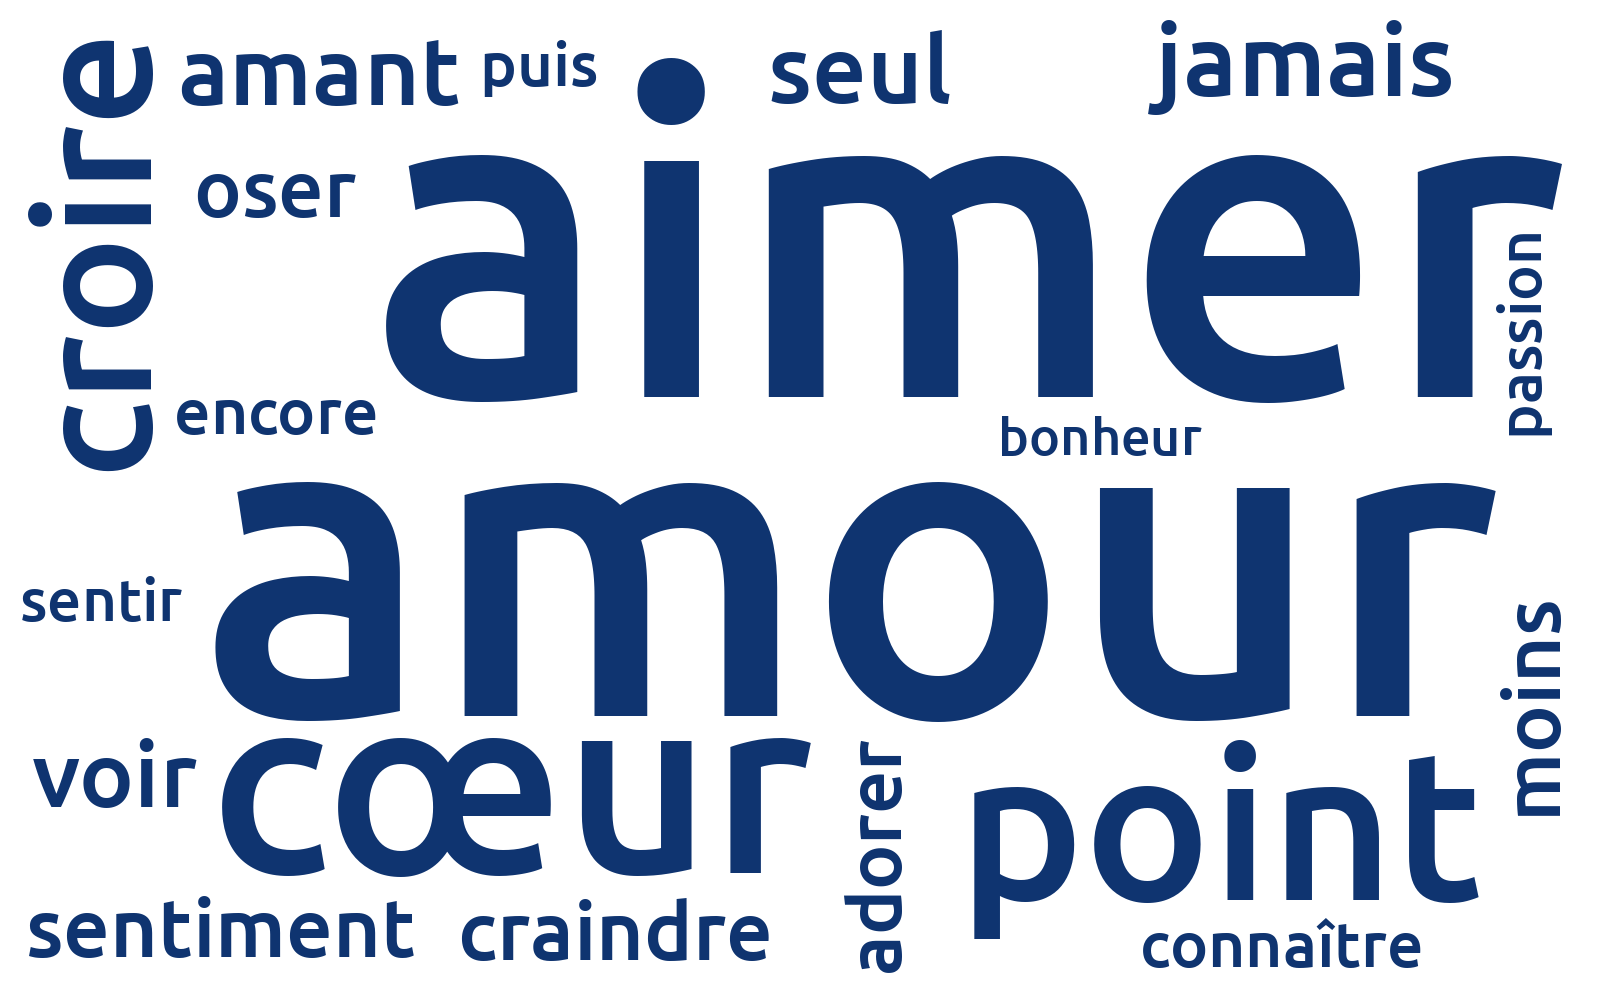 croire
amant
puis
seul
jamais
oser
aimer
passion
encore
bonheur
amour
sentir
moins
voir
cœur
adorer
point
sentiment
craindre
connaître